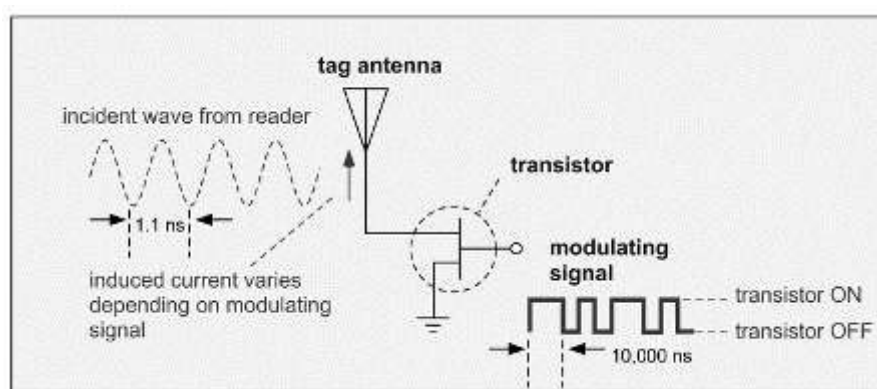 tag antenna
incident wave from reader
transistor
1.1 ns
modulating
signal
induced current varies
depending on modulating
signal
transistor ON
transistor OFF
10,000 ns